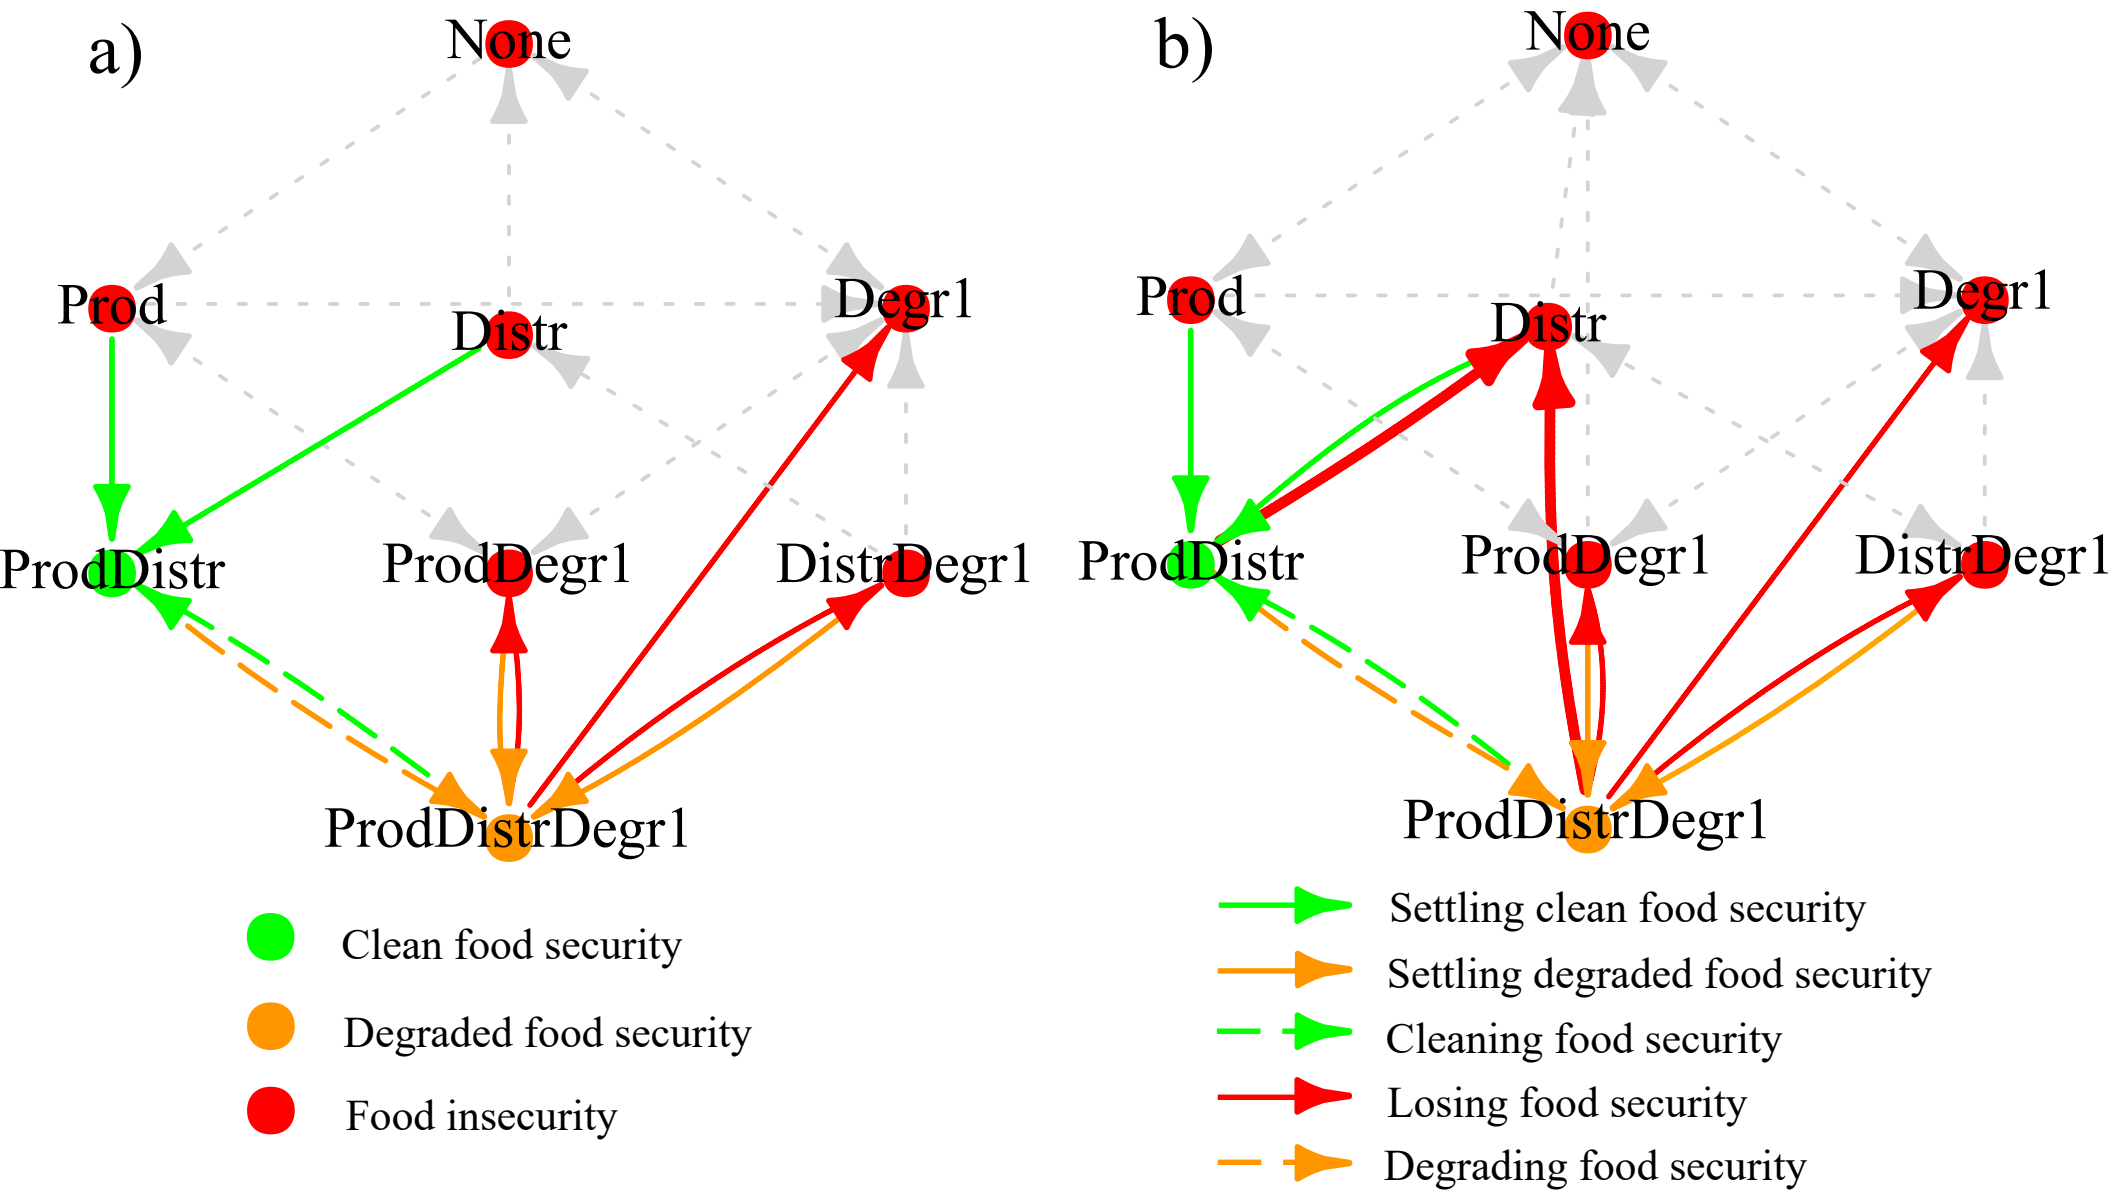 a)
None
Prod
Distr
Degr1
ProdDistr
ProdDegr1
DistrDegr1
ProdDistrDegr1
Clean food security
Degraded food security
Food insecurity
b)
None
Prod
Distr
Degr1
ProdDistr
ProdDegr1
DistrDegr1
ProdDistrDegr1
Settling clean food security
Settling degraded food security
Cleaning food security
Losing food security
Degrading food security